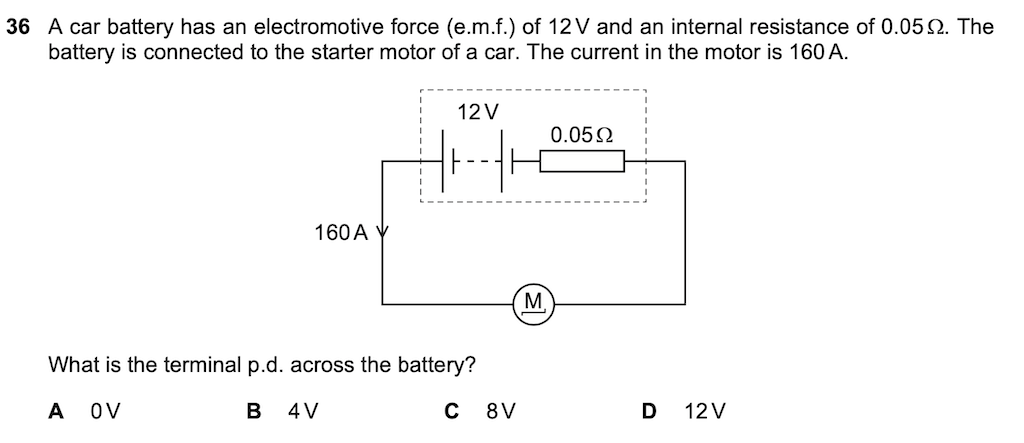 36 A car battery has an electromotive force (e.m.f.) of 12 V and an internal resistance of 0.05 Ω. The
battery is connected to the starter motor of a car. The current in the motor is 160 A.
12 V
0.05 Ω
160 A
M
What is the terminal p.d. across the battery?
A 0 V B 4 V C 8 V D 12 V